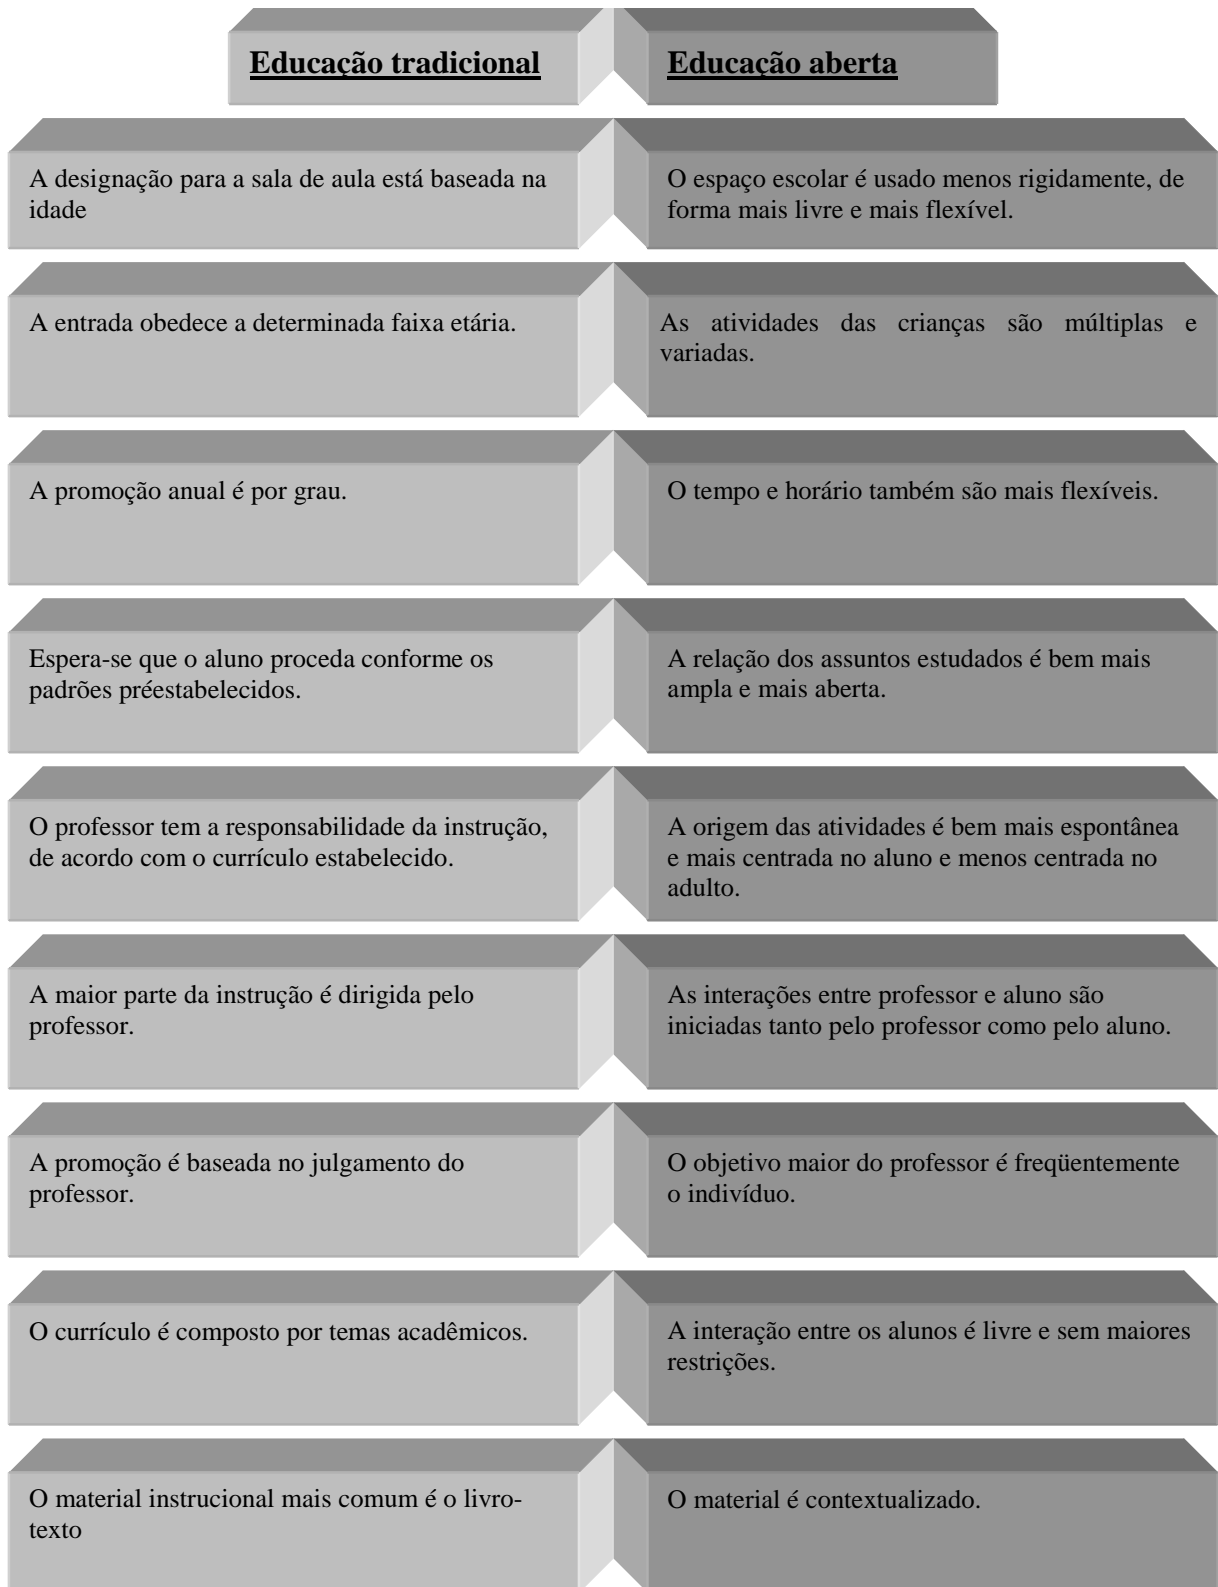 Educação tradicional
Educação aberta
A designação para a sala de aula está baseada na
idade
O espaço escolar é usado menos rigidamente, de
forma mais livre e mais flexível.
A entrada obedece a determinada faixa etária.
As atividades das crianças são múltiplas e
variadas.
A promoção anual é por grau.
O tempo e horário também são mais flexíveis.
Espera-se que o aluno proceda conforme os
padrões préestabelecidos.
A relação dos assuntos estudados é bem mais
ampla e mais aberta.
O professor tem a responsabilidade da instrução,
de acordo com o currículo estabelecido.
A origem das atividades é bem mais espontânea
e mais centrada no aluno e menos centrada no
adulto.
A maior parte da instrução é dirigida pelo
professor.
As interações entre professor e aluno são
iniciadas tanto pelo professor como pelo aluno.
A promoção é baseada no julgamento do
professor.
O objetivo maior do professor é freqüentemente
o indivíduo.
O currículo é composto por temas acadêmicos.
A interação entre os alunos é livre e sem maiores
restrições.
O material instrucional mais comum é o livro-
texto
O material é contextualizado.